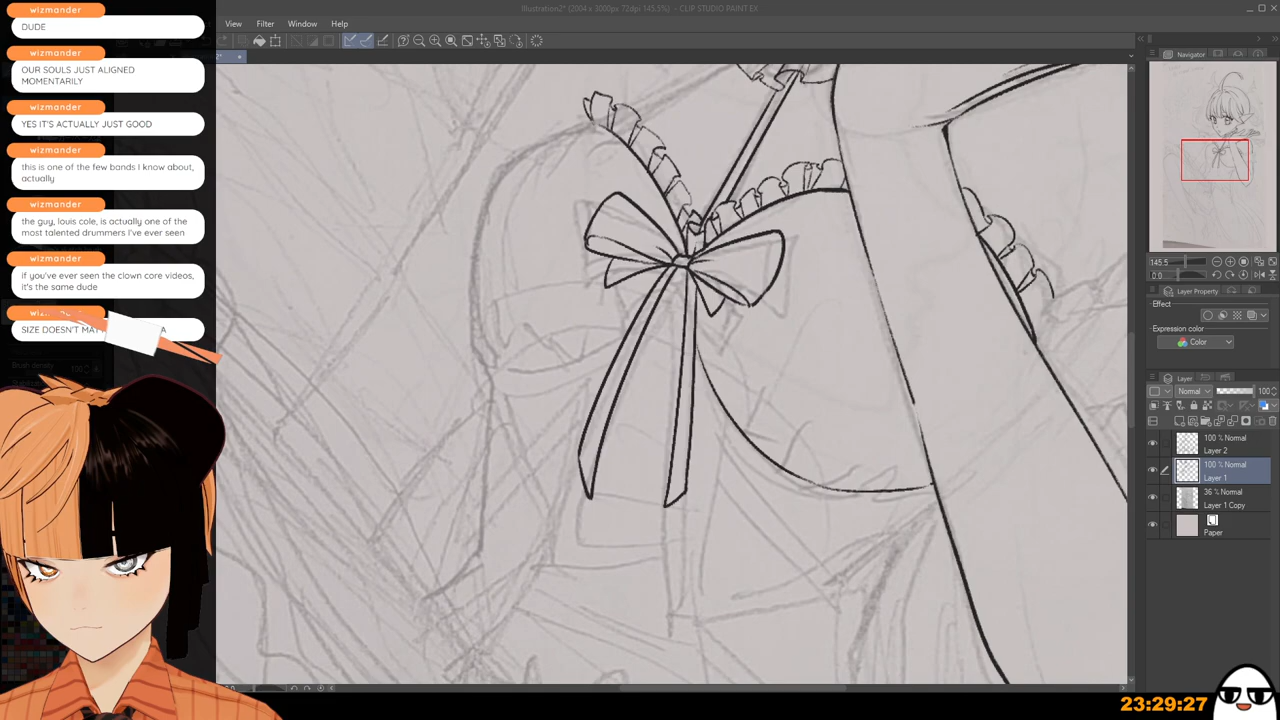 wizmander
DUDE
wizmander
OUR SOULS JUST ALIGNED
MOMENTARILY
wizmander
YES IT'S ACTUALLY JUST GOOD
wizmander
this is one of the few bands I know about,
actually
wizmander
the guy, louis cole, is actually one of the
most talented drummers I've ever seen
wizmander
if you've ever seen the clown core videos,
it's the same dude
SIZE DOESN'T
Brush density
100
View Filter Window Help
Illustration2* (2004 x 3000px 72dpi 145.5%) - CLIP STUDIO PAINT EX
Navigator
145.5
0.0
Layer Property
Effect
Expression color
Color
Layer
Normal 100
100 % Normal
Layer 2
100 % Normal
Layer 1
36 % Normal
Layer 1 Copy
Paper
23:29:27